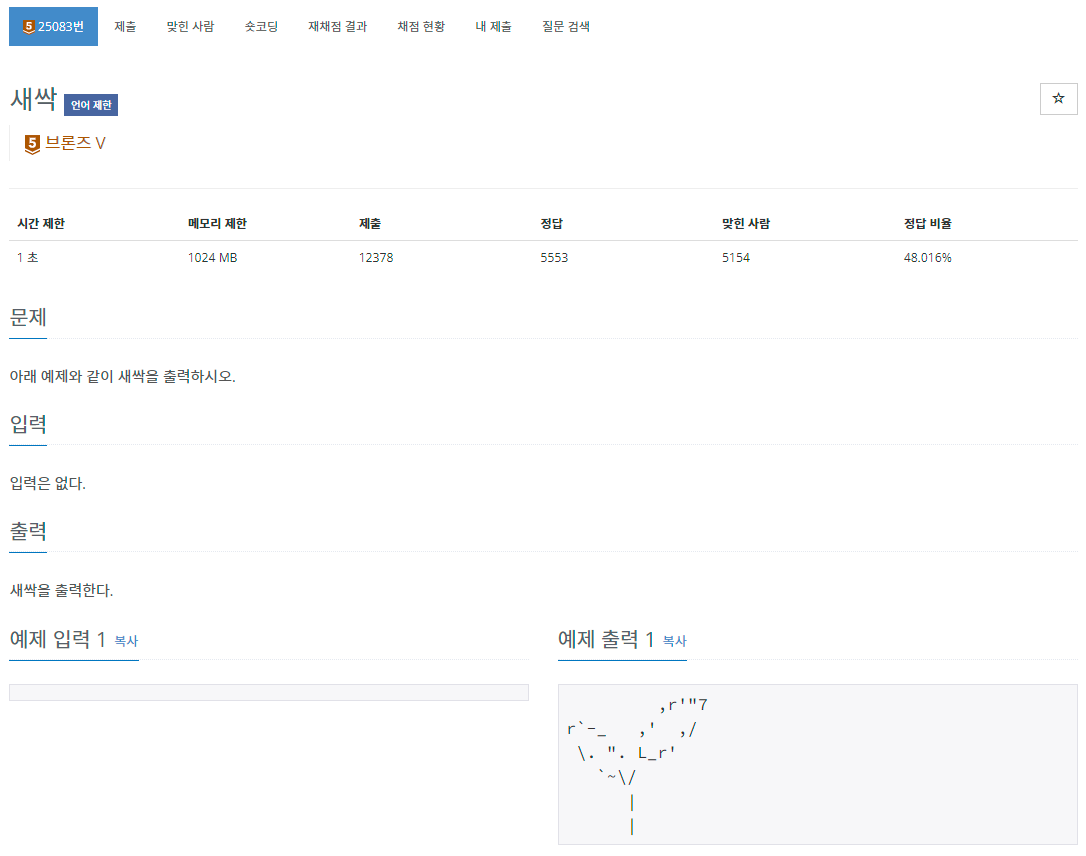 5 25083번 제출 맞힌 사람 숏코딩 재채점 결과 채점 현황 내 제출 질문 검색
새싹 언어 제한 ☆
5 브론즈 V
시간 제한 메모리 제한 제출 정답 맞힌 사람 정답 비율
1 초 1024 MB 12378 5553 5154 48.016%
문제
아래 예제와 같이 새싹을 출력하시오.
입력
입력은 없다.
출력
새싹을 출력한다.
예제 입력 1 복사
예제 출력 1 복사
         ,r'"7
r`-_   ,'  ,/
 \. ". L_r'
   `~\/
      |
      |